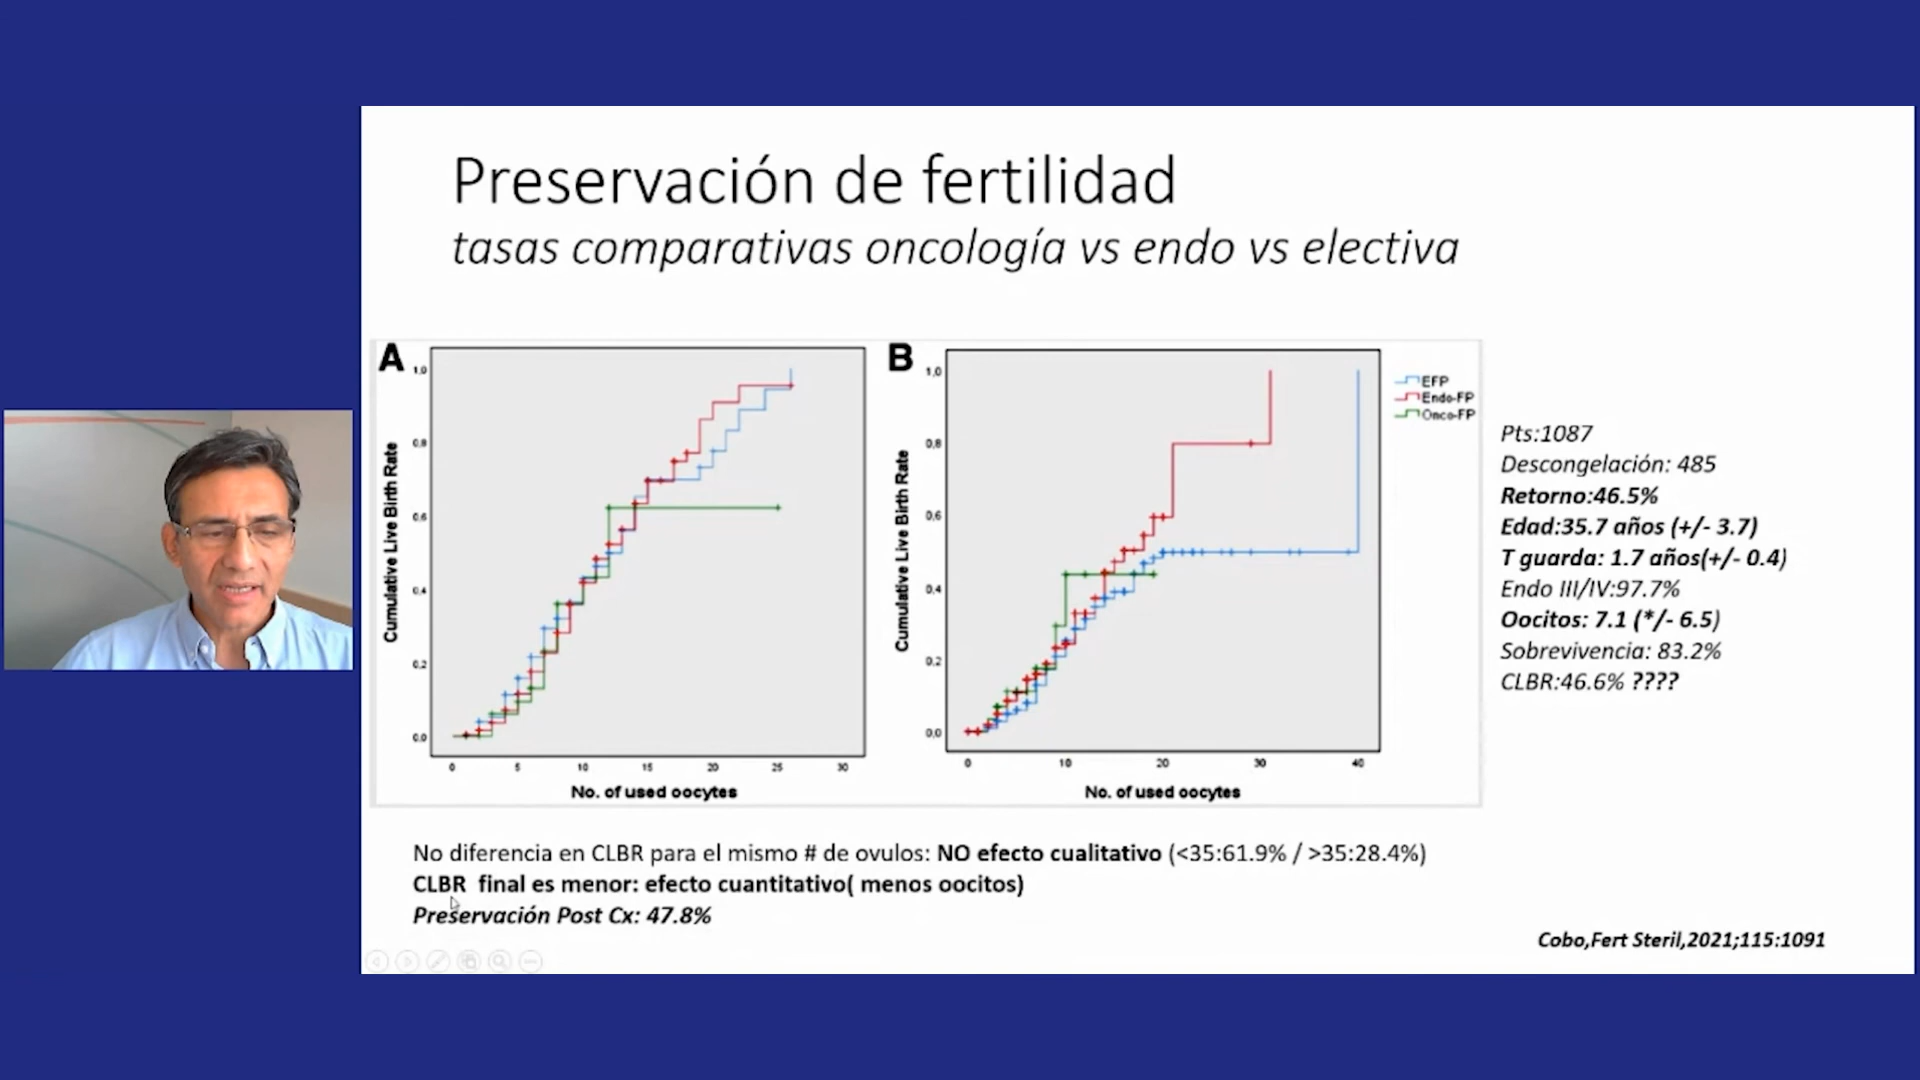 Preservación de fertilidad
tasas comparativas oncología vs endo vs electiva
A
Cumulative Live Birth Rate
1,0
0,8
0,6
0,4
0,2
0,0
0 5 10 15 20 25 30
No. of used oocytes
B
Cumulative Live Birth Rate
1,0
0,8
0,6
0,4
0,2
0,0
0 10 20 30 40
No. of used oocytes
EFP
Endo-FP
Onco-FP
Pts:1087
Descongelación: 485
Retorno:46.5%
Edad:35.7 años (+/- 3.7)
T guarda: 1.7 años(+/- 0.4)
Endo III/IV:97.7%
Oocitos: 7.1 (*/- 6.5)
Sobrevivencia: 83.2%
CLBR:46.6% ????
No diferencia en CLBR para el mismo # de ovulos: NO efecto cualitativo (<35:61.9% / >35:28.4%)
CLBR final es menor: efecto cuantitativo( menos oocitos)
Preservación Post Cx: 47.8%
Cobo,Fert Steril,2021;115:1091